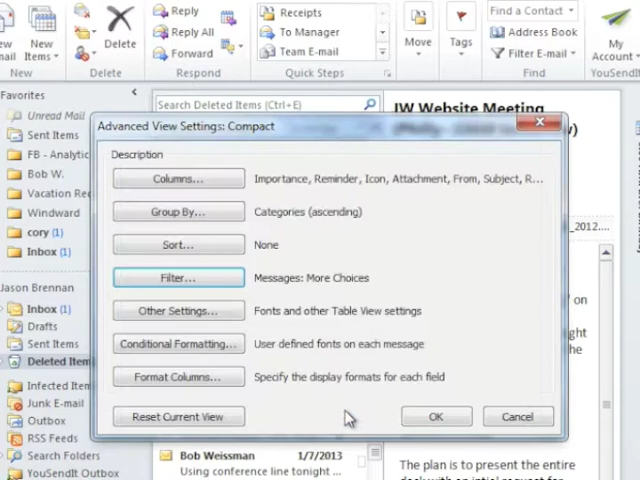 Reply
Reply All
Forward
New
Items
Delete
Receipts
To Manager
Team E-mail
Move
Tags
Find a Contact
Address Book
Filter E-mail
My
Account
New
Delete
Respond
Quick Steps
Find
YouSendIt
Favorites
Unread Mail
Sent Items
FB - Analytic
Bob W.
Vacation Re
Windward
cory (1)
Inbox (1)
Jason Brennan
Inbox (1)
Drafts
Sent Items
Deleted Item
Infected Iten
Junk E-mail
Outbox
RSS Feeds
Search Folders
YouSendIt Outbox
Search Deleted Items (Ctrl+E)
JW Website Meeting
Advanced View Settings: Compact
Description
Columns... Importance, Reminder, Icon, Attachment, From, Subject, R...
Group By... Categories (ascending)
Sort... None
Filter... Messages: More Choices
Other Settings... Fonts and other Table View settings
Conditional Formatting... User defined fonts on each message
Format Columns... Specify the display formats for each field
Reset Current View OK Cancel
_2012....
on
ght
the
Bob Weissman 1/7/2013
Using conference line tonight ...
The plan is to present the entire